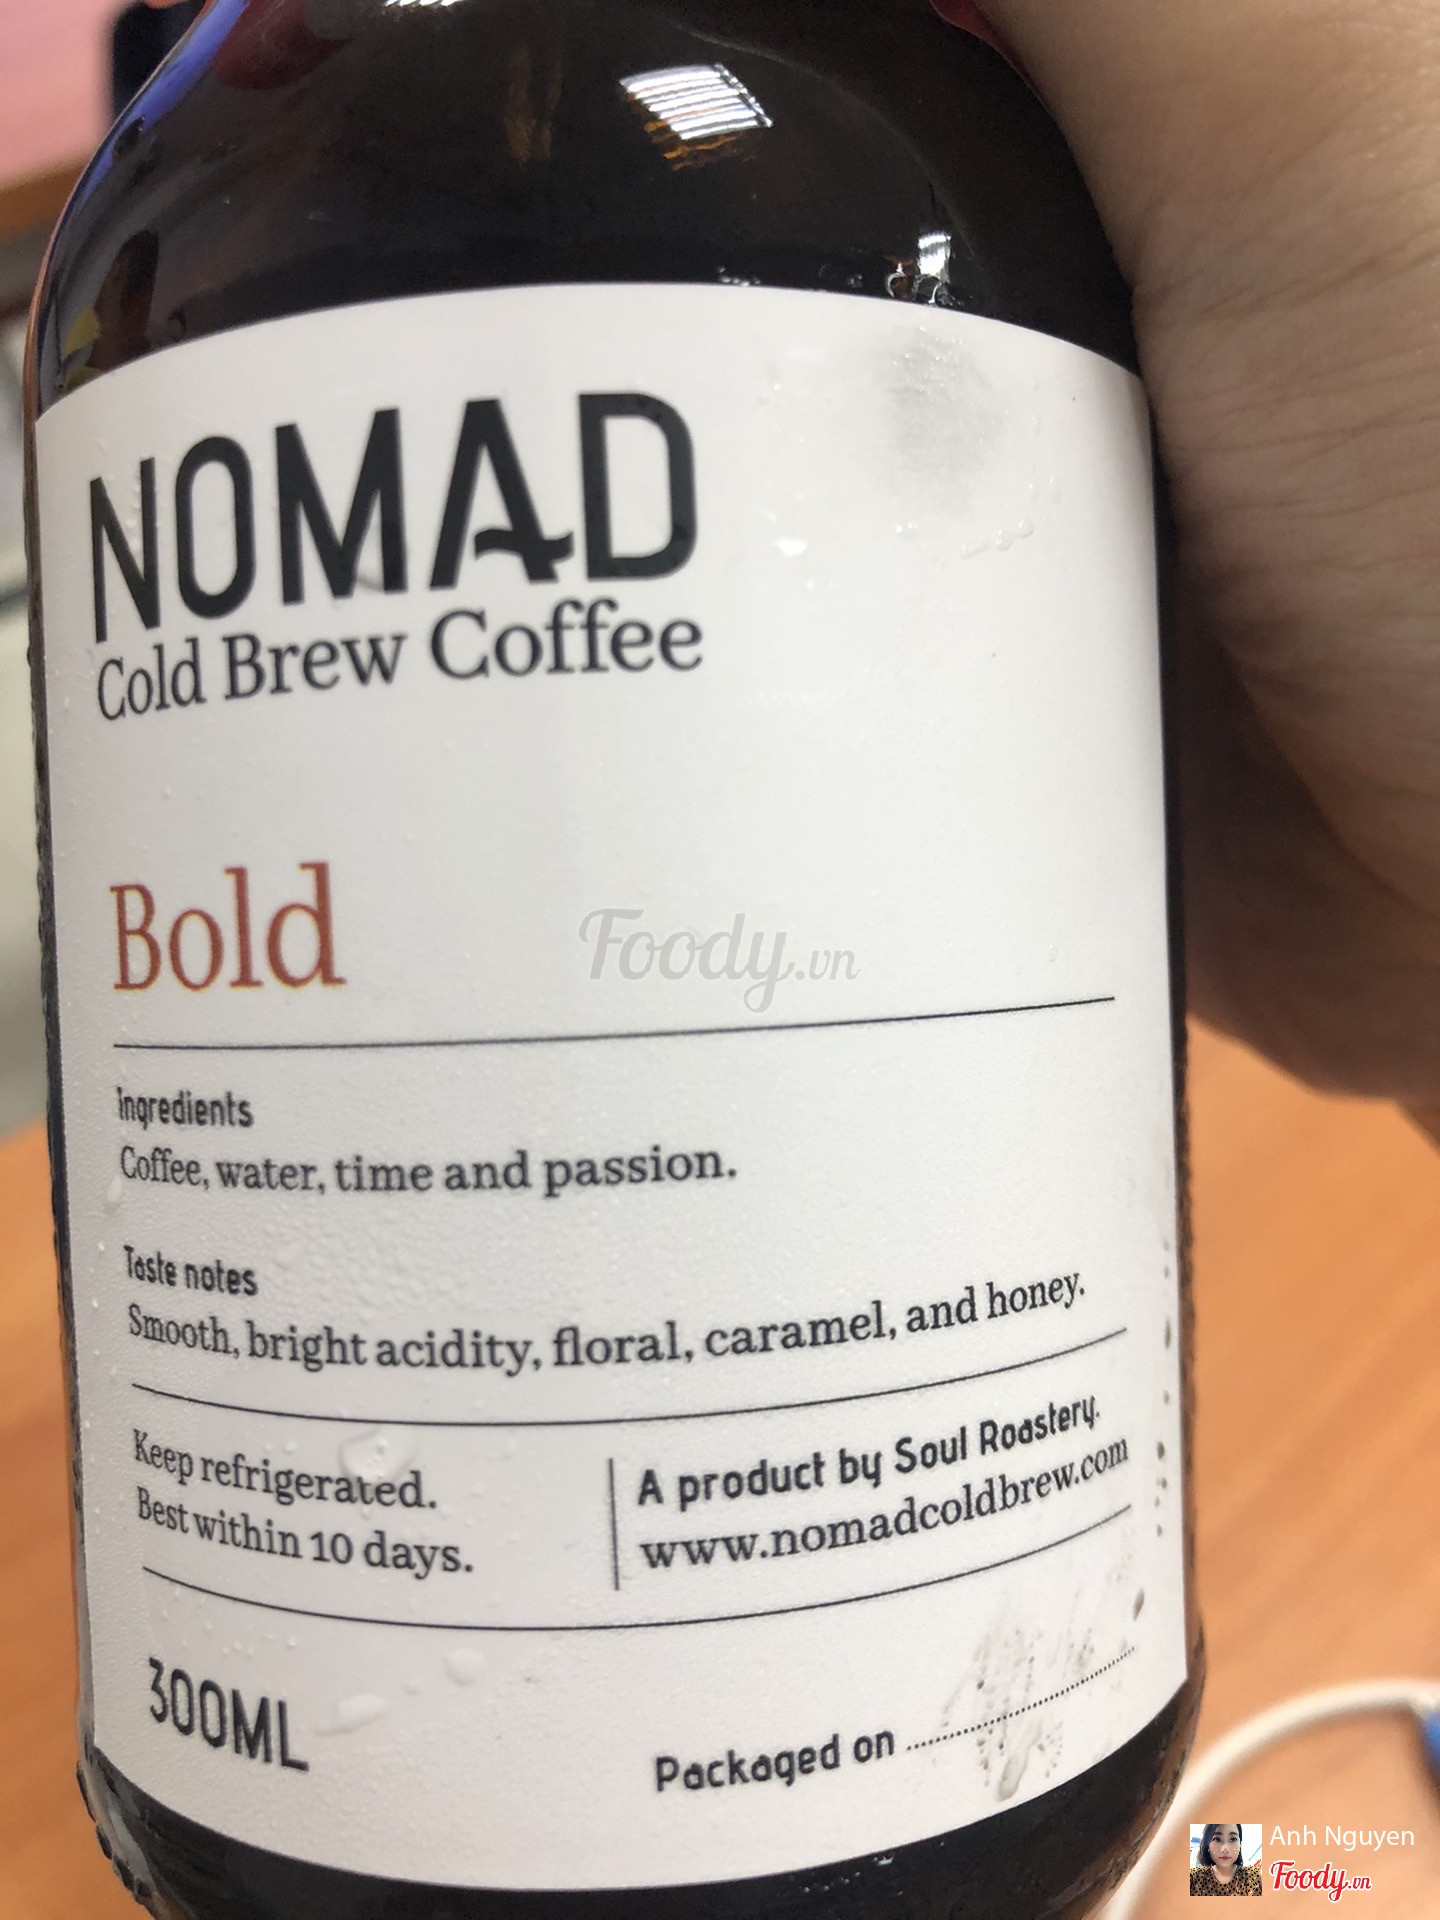 NOMAD
Cold Brew Coffee
Bold
Foody.vn
Ingredients
Coffee, water, time and passion.
Taste notes
Smooth, bright acidity, floral, caramel, and honey.
Keep refrigerated.
Best within 10 days.
A product by Soul Roastery.
www.nomadcoldbrew.com
300ML
Packaged on
Anh Nguyen
Foody.vn